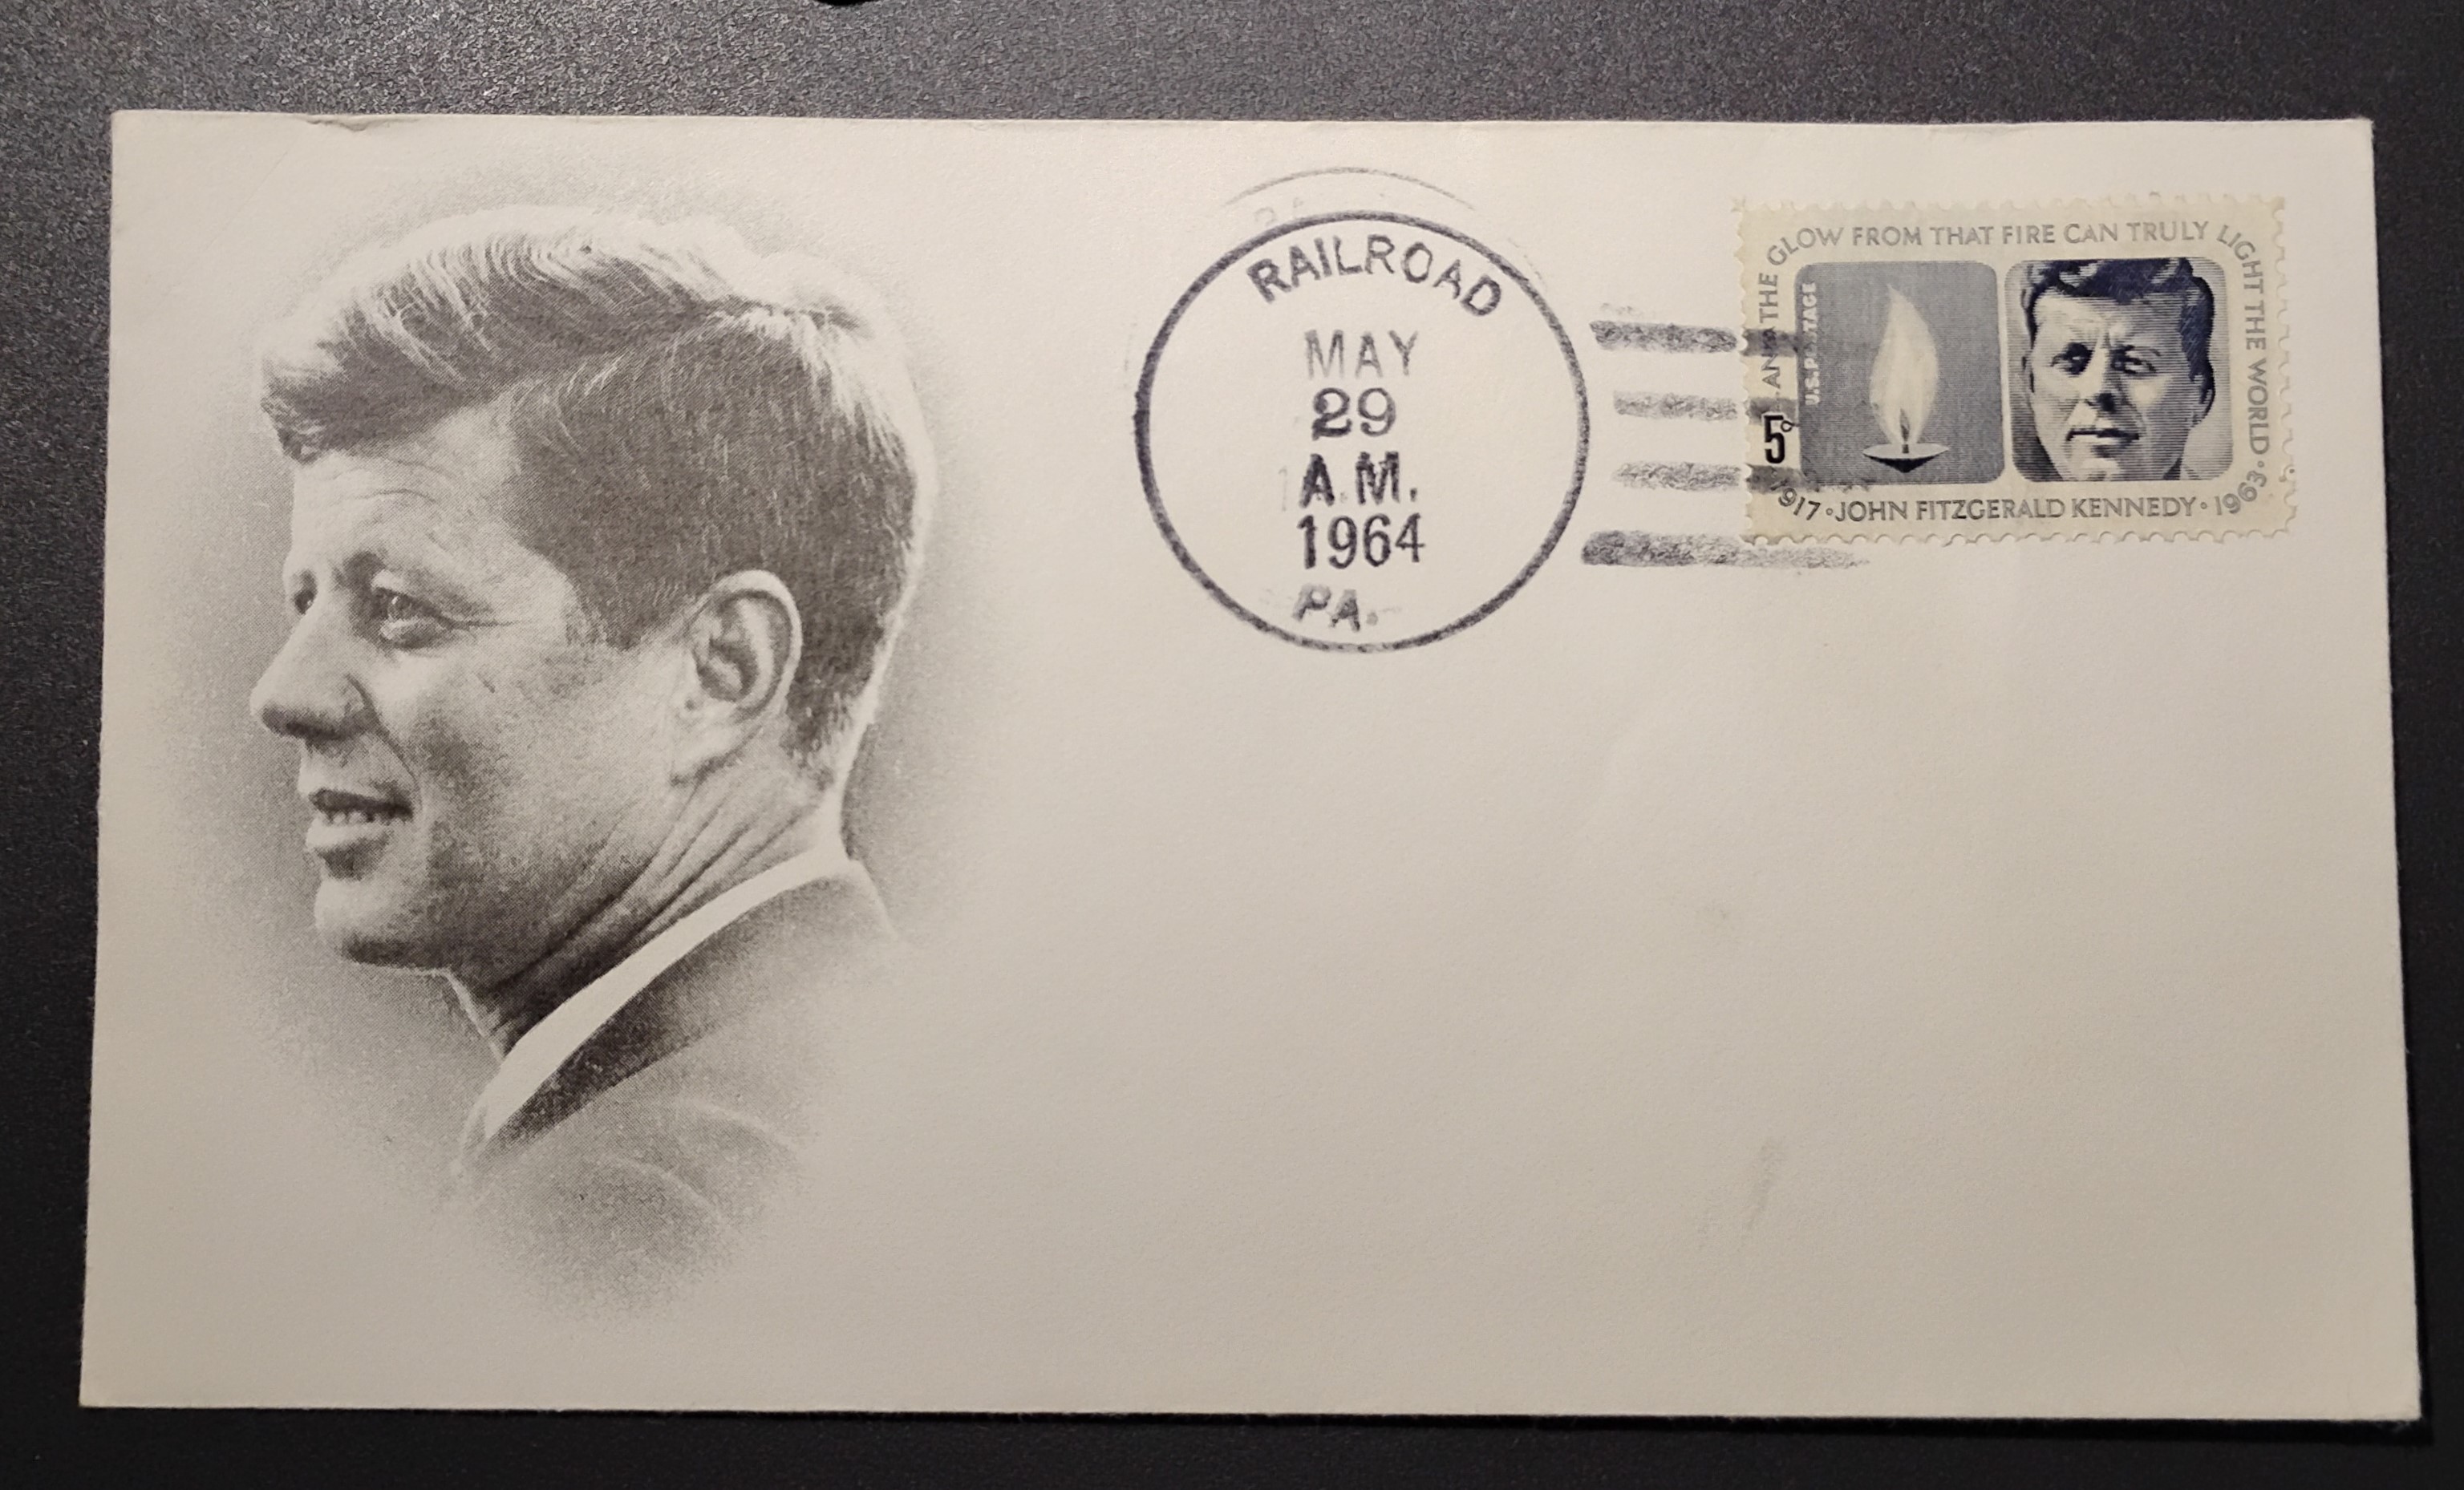 RAILROAD
MAY
29
A.M.
1964
PA.
AND THE GLOW FROM THAT FIRE CAN TRULY LIGHT THE WORLD•
U.S. POSTAGE
5¢
1917•JOHN FITZGERALD KENNEDY•1963